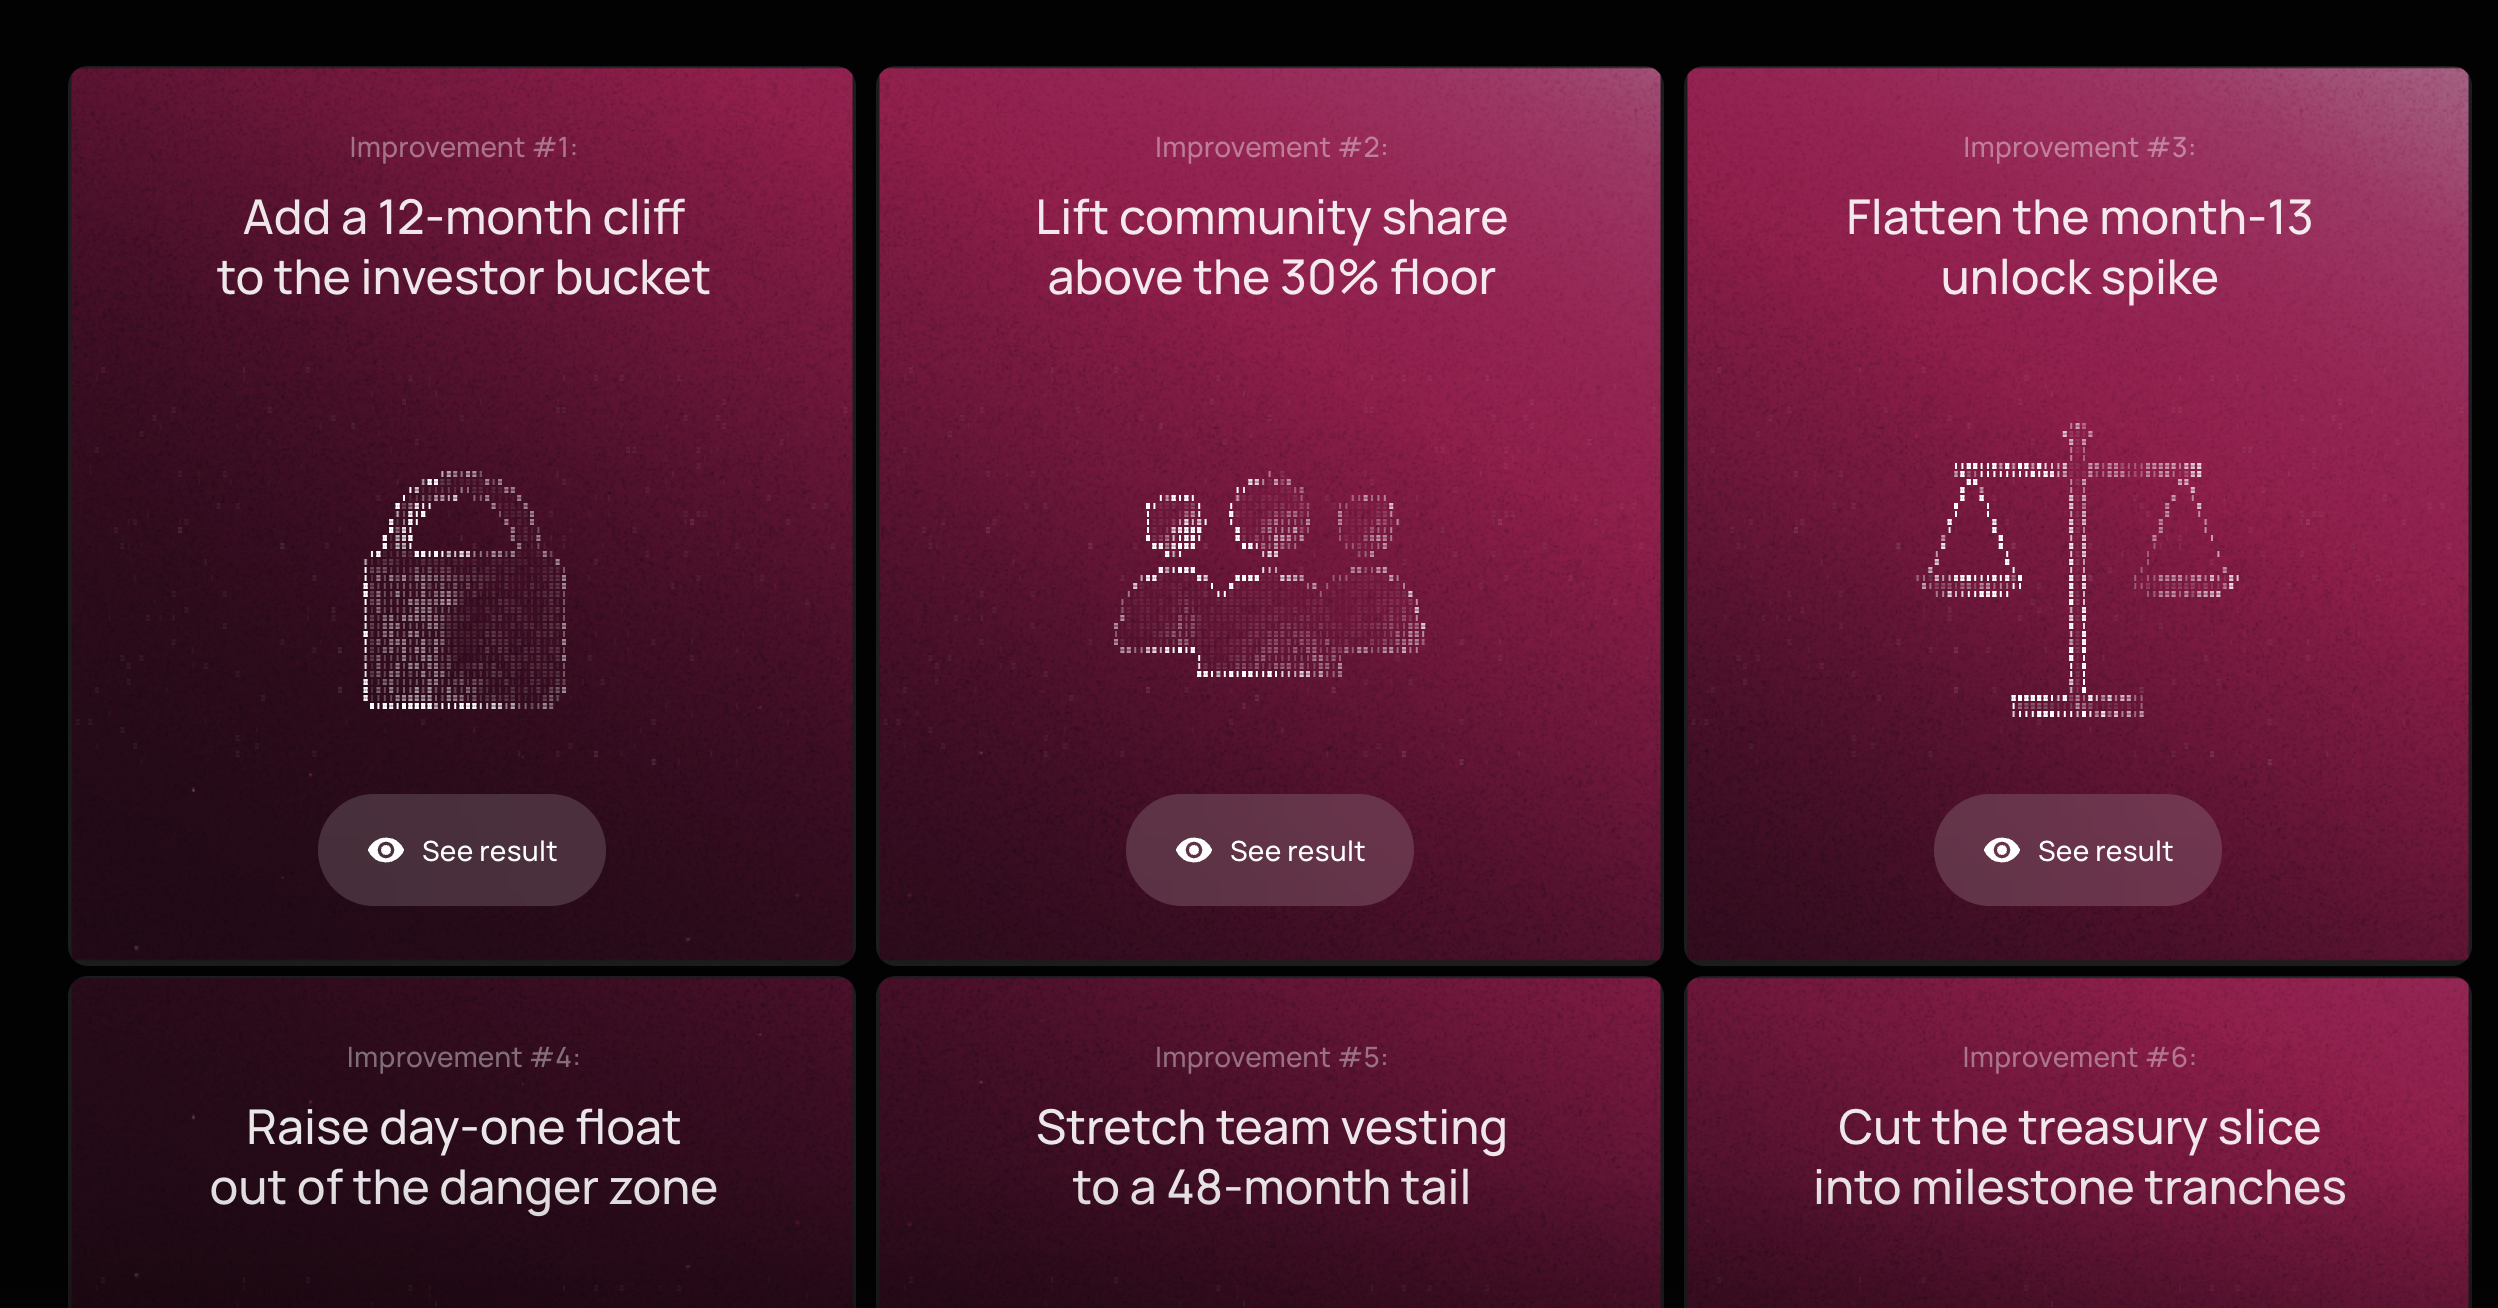 Improvement #1:
Add a 12-month cliff
to the investor bucket
See result
Improvement #2:
Lift community share
above the 30% floor
See result
Improvement #3:
Flatten the month-13
unlock spike
See result
Improvement #4:
Raise day-one float
out of the danger zone
Improvement #5:
Stretch team vesting
to a 48-month tail
Improvement #6:
Cut the treasury slice
into milestone tranches